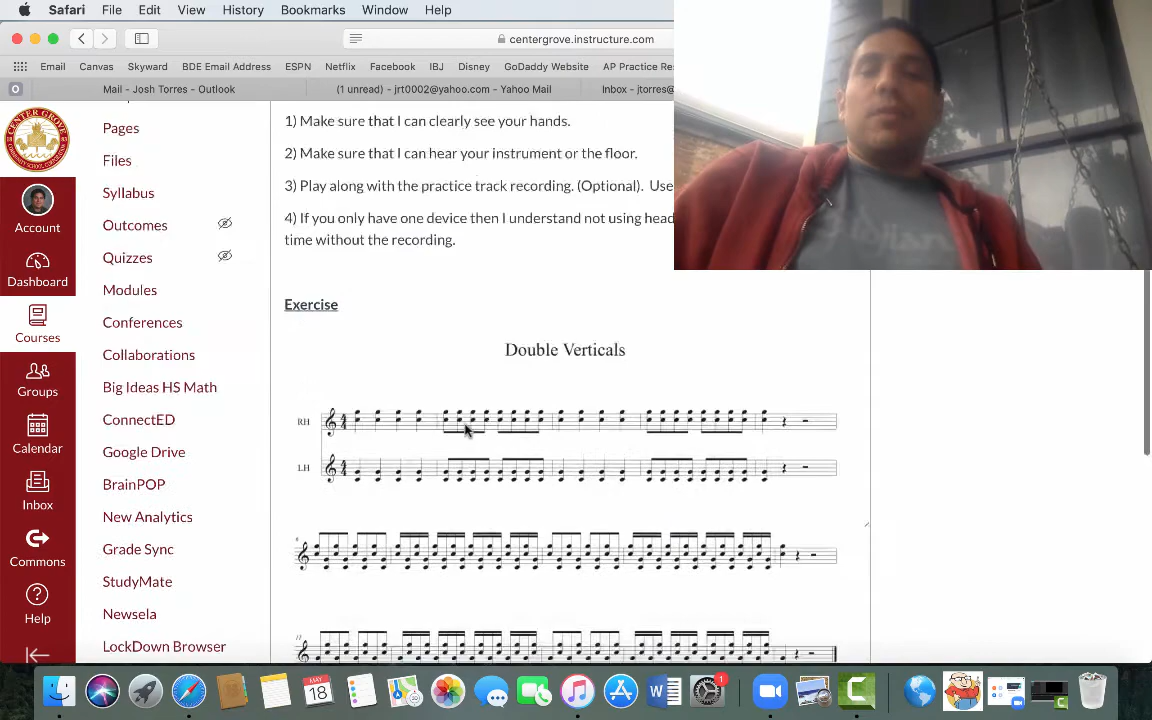 Safari File Edit View History Bookmarks Window Help
centergrove.instructure.com
Email Canvas Skyward BDE Email Address ESPN Netflix Facebook IBJ Disney GoDaddy Website AP Practice Res
O Mail - Josh Torres - Outlook (1 unread) - jrt0002@yahoo.com - Yahoo Mail Inbox - jtorres@
CENTER GROVE
Account
Dashboard
Courses
Groups
Calendar
Inbox
Commons
Help
Pages
Files
Syllabus
Outcomes
Quizzes
Modules
Conferences
Collaborations
Big Ideas HS Math
ConnectED
Google Drive
BrainPOP
New Analytics
Grade Sync
StudyMate
Newsela
LockDown Browser
1) Make sure that I can clearly see your hands.
2) Make sure that I can hear your instrument or the floor.
3) Play along with the practice track recording. (Optional). Use
4) If you only have one device then I understand not using head
time without the recording.
Exercise
Double Verticals
RH
LH
MAY
18
1